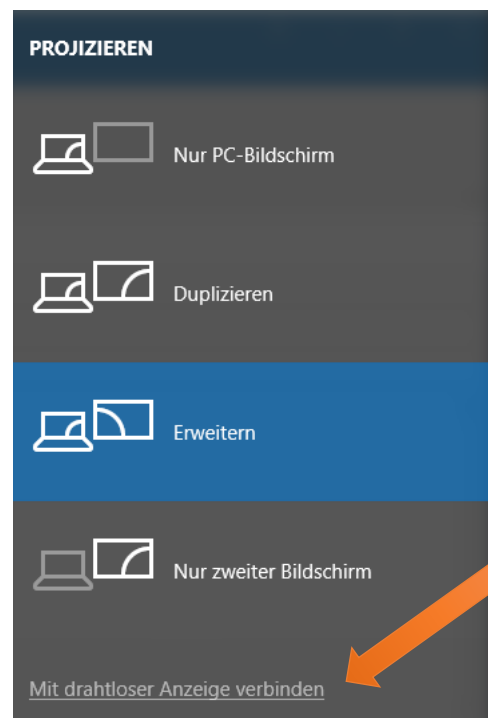 PROJIZIEREN
Nur PC-Bildschirm
Duplizieren
Erweitern
Nur zweiter Bildschirm
Mit drahtloser Anzeige verbinden